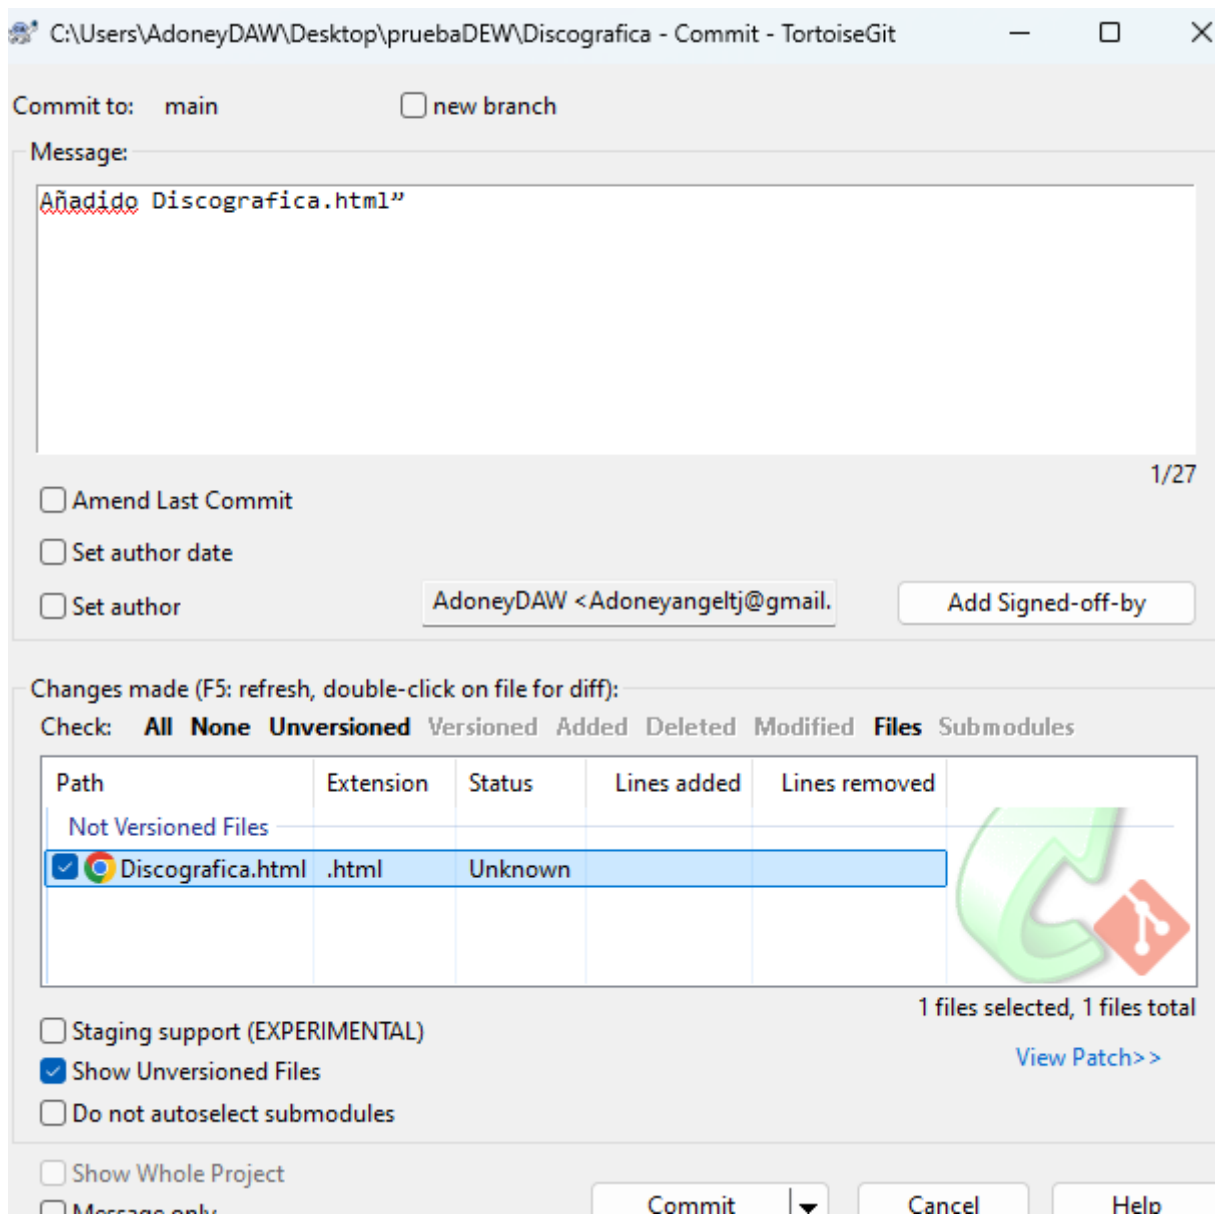 C:\Users\AdoneyDAW\Desktop\pruebaDEW\Discografica - Commit - TortoiseGit
Commit to: main new branch
Message:
Añadido Discografica.html”
1/27
Amend Last Commit
Set author date
Set author AdoneyDAW <Adoneyangeltj@gmail. Add Signed-off-by
Changes made (F5: refresh, double-click on file for diff):
Check: All None Unversioned Versioned Added Deleted Modified Files Submodules
Path Extension Status Lines added Lines removed
Not Versioned Files
Discografica.html .html Unknown
1 files selected, 1 files total
Staging support (EXPERIMENTAL)
View Patch>>
Show Unversioned Files
Do not autoselect submodules
Show Whole Project
Message only Commit Cancel Help